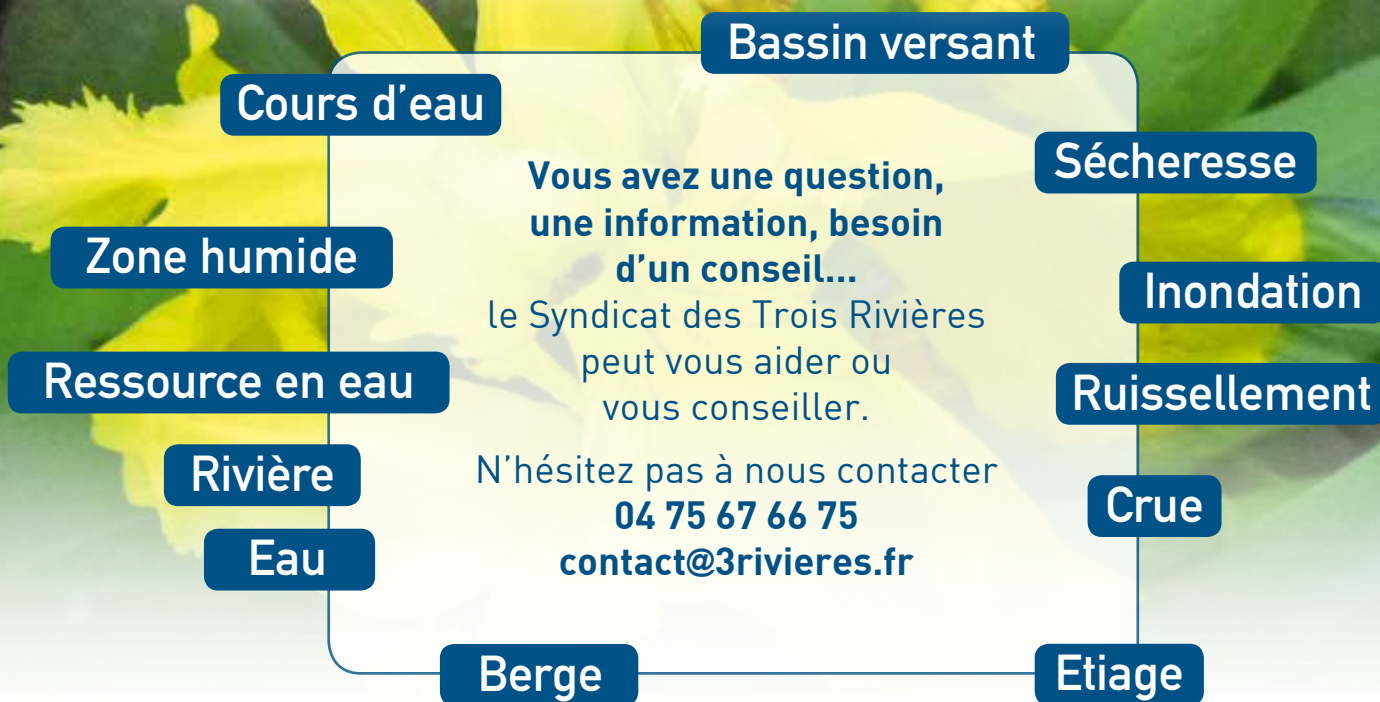 Bassin versant
Cours d'eau
Sécheresse
Zone humide
Inondation
Ressource en eau
Ruissellement
Rivière
Crue
Eau
Berge
Etiage
Vous avez une question,
une information, besoin
d'un conseil...
le Syndicat des Trois Rivières
peut vous aider ou
vous conseiller.
N'hésitez pas à nous contacter
04 75 67 66 75
contact@3rivieres.fr